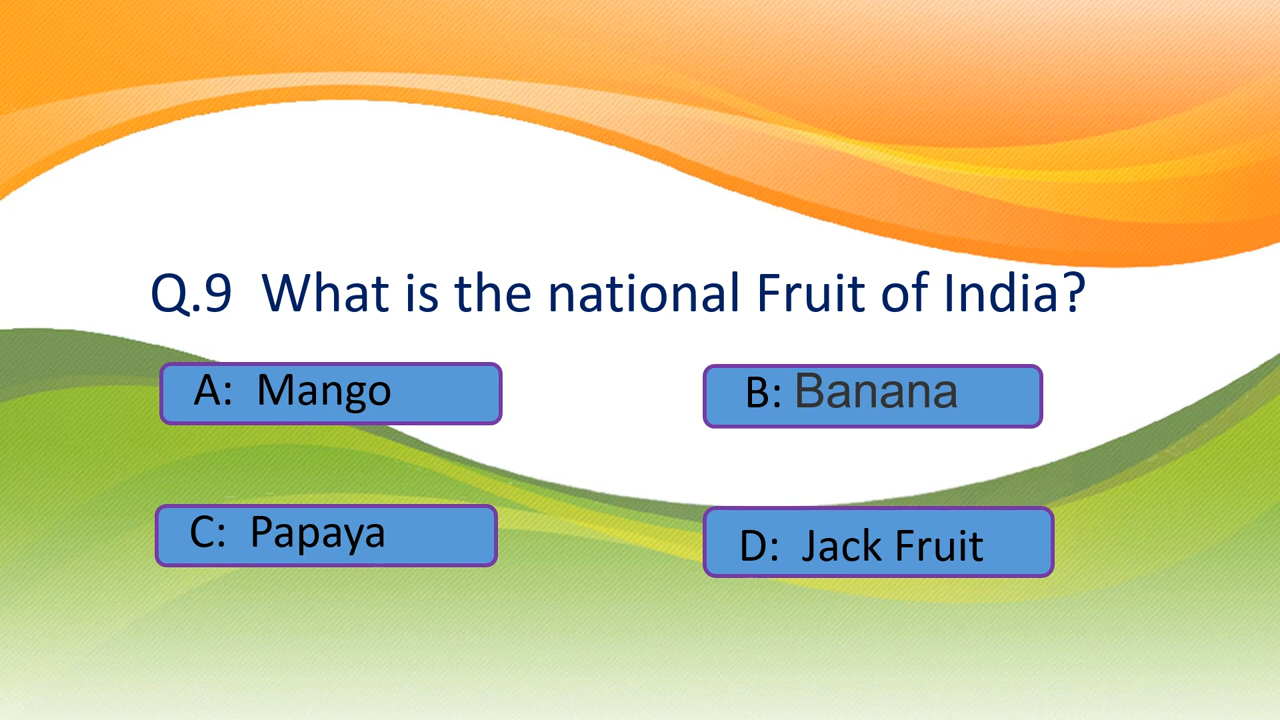 Q.9  What is the national Fruit of India?
A:  Mango
B: Banana
C:  Papaya
D:  Jack Fruit